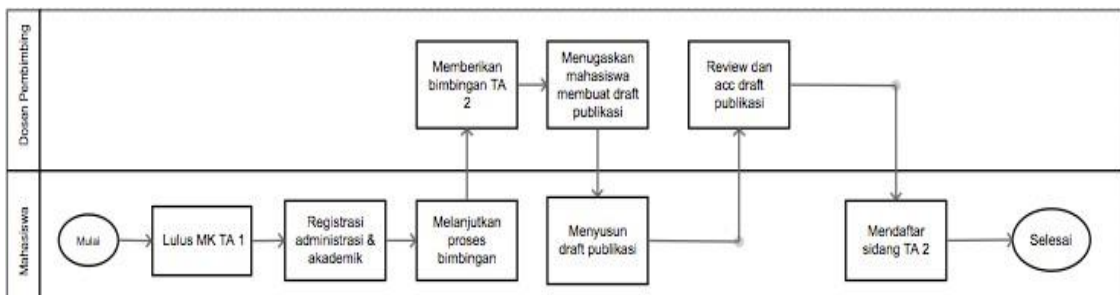 Dosen Pembimbing
Memberikan
bimbingan TA
2
Menugaskan
mahasiswa
membuat draft
publikasi
Review dan
acc draft
publikasi
Mahasiswa
Mulai
Lulus MK TA 1
Registrasi
administrasi &
akademik
Melanjutkan
proses
bimbingan
Menyusun
draft publikasi
Mendaftar
sidang TA 2
Selesai